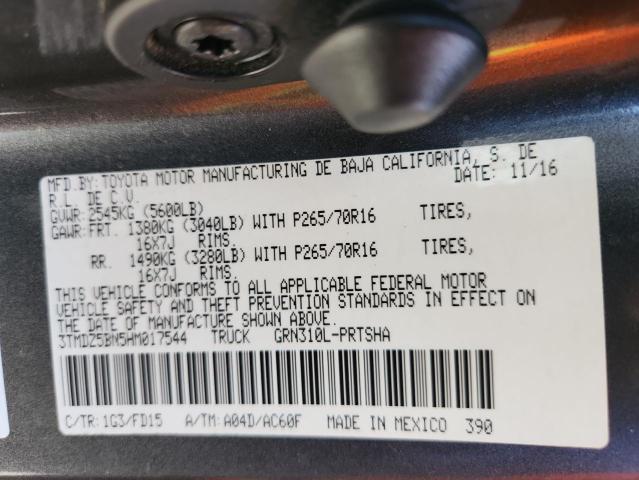 MFD.BY:TOYOTA MOTOR MANUFACTURING DE BAJA CALIFORNIA, S. DE
R.L. DE C.V. DATE: 11/16
GVWR:2545KG (5600LB)
GAWR:FRT. 1380KG (3040LB) WITH P265/70R16 TIRES,
16X7J RIMS.
RR. 1490KG (3280LB) WITH P265/70R16 TIRES,
16X7J RIMS.
THIS VEHICLE CONFORMS TO ALL APPLICABLE FEDERAL MOTOR
VEHICLE SAFETY AND THEFT PREVENTION STANDARDS IN EFFECT ON
THE DATE OF MANUFACTURE SHOWN ABOVE.
3TMDZ5BN5HM017544 TRUCK GRN310L-PRTSHA
C/TR:1G3/FD15 A/TM:A04D/AC60F MADE IN MEXICO 390